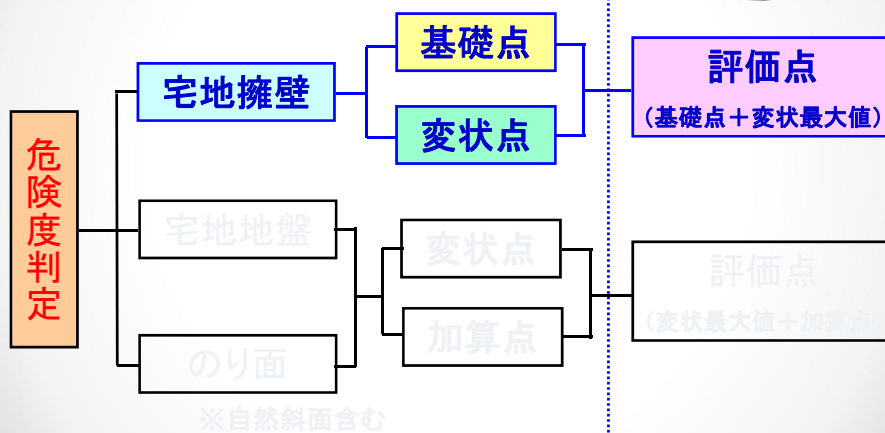 危険度判定
宅地擁壁
基礎点
変状点
評価点
(基礎点+変状最大値)
宅地地盤
のり面
※自然斜面含む
変状点
加算点
評価点
(変状最大値+加算点)